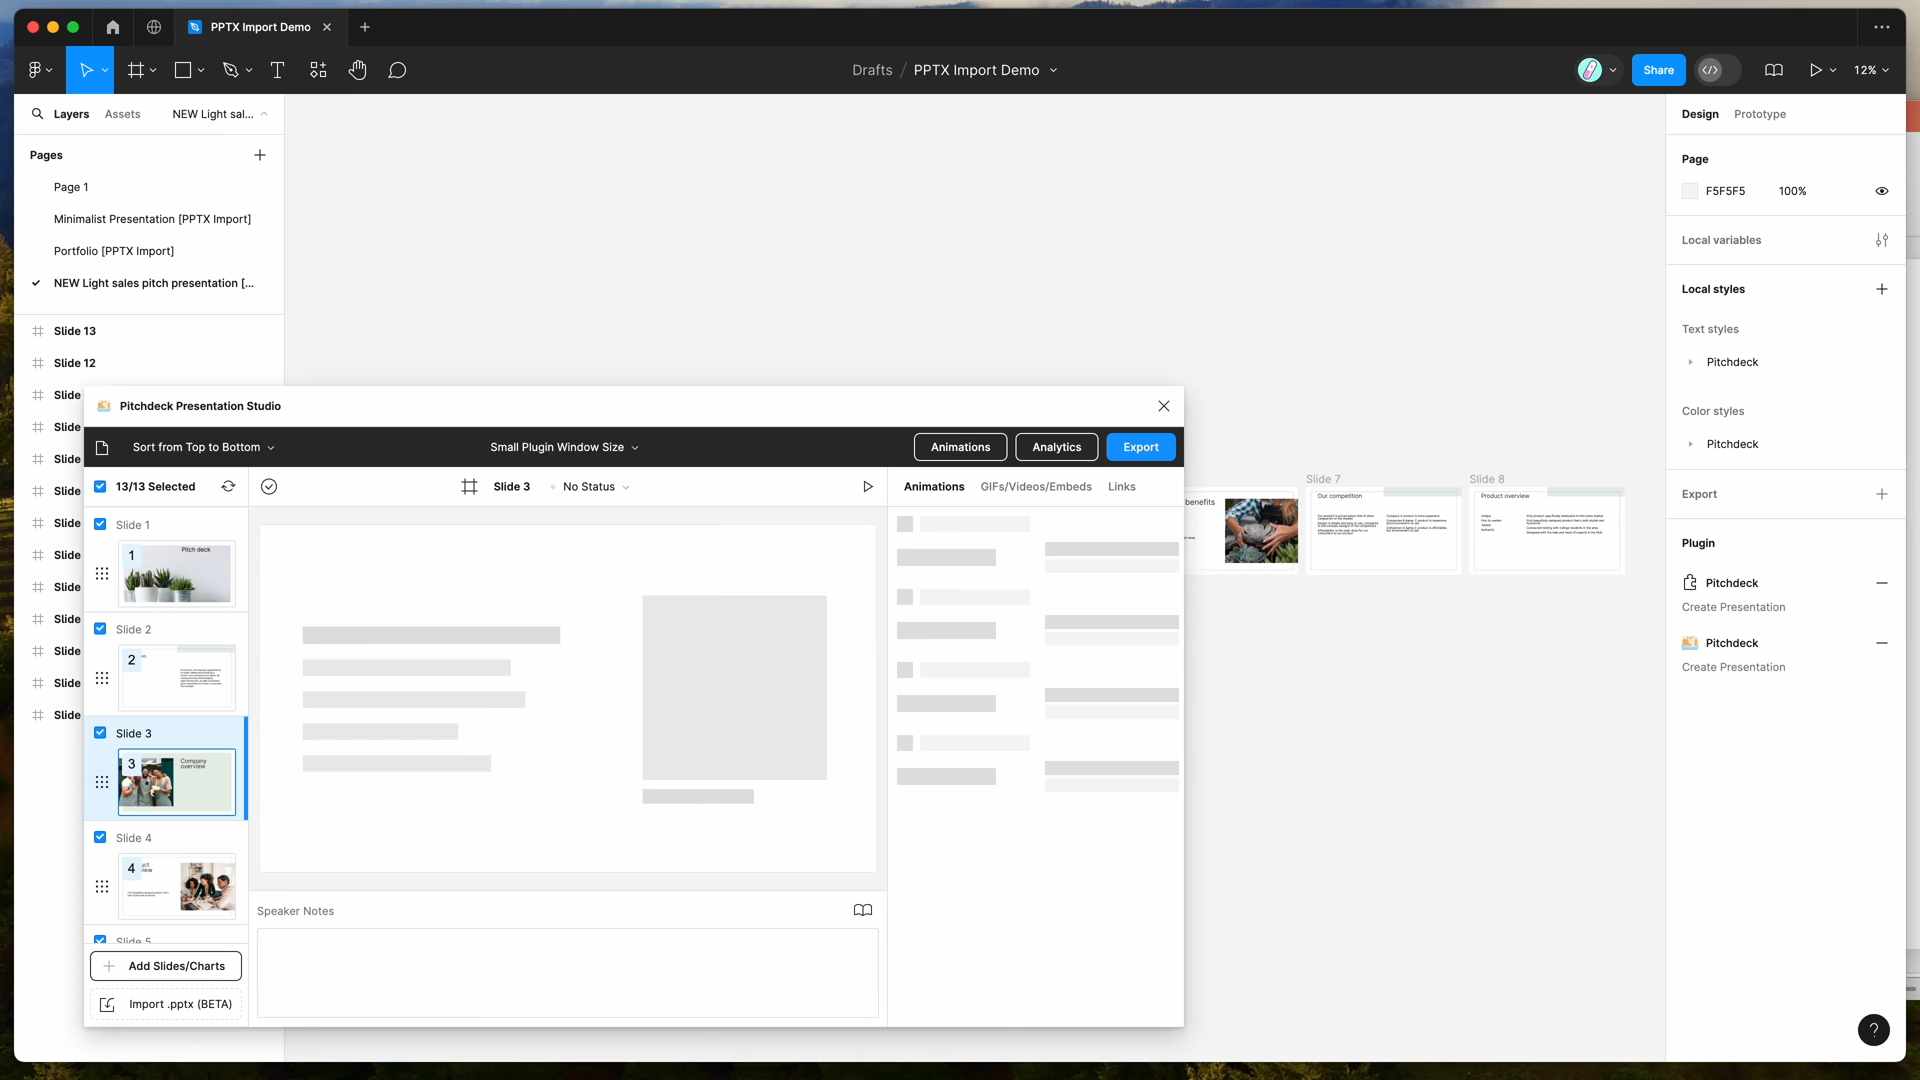 PPTX Import Demo
Drafts / PPTX Import Demo
Share
12%
Layers
Assets
NEW Light sal...
Pages
Page 1
Minimalist Presentation [PPTX Import]
Portfolio [PPTX Import]
NEW Light sales pitch presentation [...
Slide 13
Slide 12
Slide
Slide
Slide
Slide
Slide
Slide
Slide
Slide
Slide
Slide
Slide
Pitchdeck Presentation Studio
Sort from Top to Bottom
Small Plugin Window Size
Animations
Analytics
Export
13/13 Selected
Slide 3
No Status
Animations
GIFs/Videos/Embeds
Links
Slide 1
1
Pitch deck
Slide 2
2
Slide 3
3
Company
overview
Slide 4
4
Slide 5
Add Slides/Charts
Import .pptx (BETA)
Speaker Notes
benefits
Slide 7
Our competition
Slide 8
Product overview
Design
Prototype
Page
F5F5F5
100%
Local variables
Local styles
Text styles
Pitchdeck
Color styles
Pitchdeck
Export
Plugin
Pitchdeck
Create Presentation
Pitchdeck
Create Presentation
?